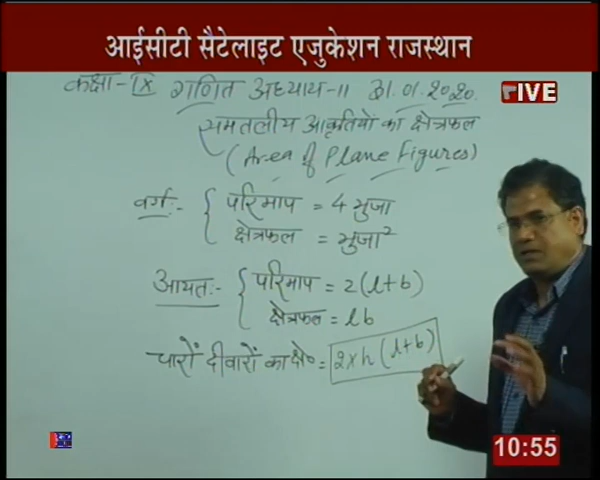 आईसीटी सैटेलाइट एजुकेशन राजस्थान
कक्षा-IX गणित अध्याय-11 31.01.2020.
LIVE
समतलीय आकृतियो का क्षेत्रफल
(Area of Plane Figures)
वर्ग:- { परिमाप = 4 भुजा
क्षेत्रफल = भुजा²
आयत:- { परिमाप = 2(l+b)
क्षेत्रफल = lb
चारों दीवारों का क्षे० = 2xh(l+b)
10:55